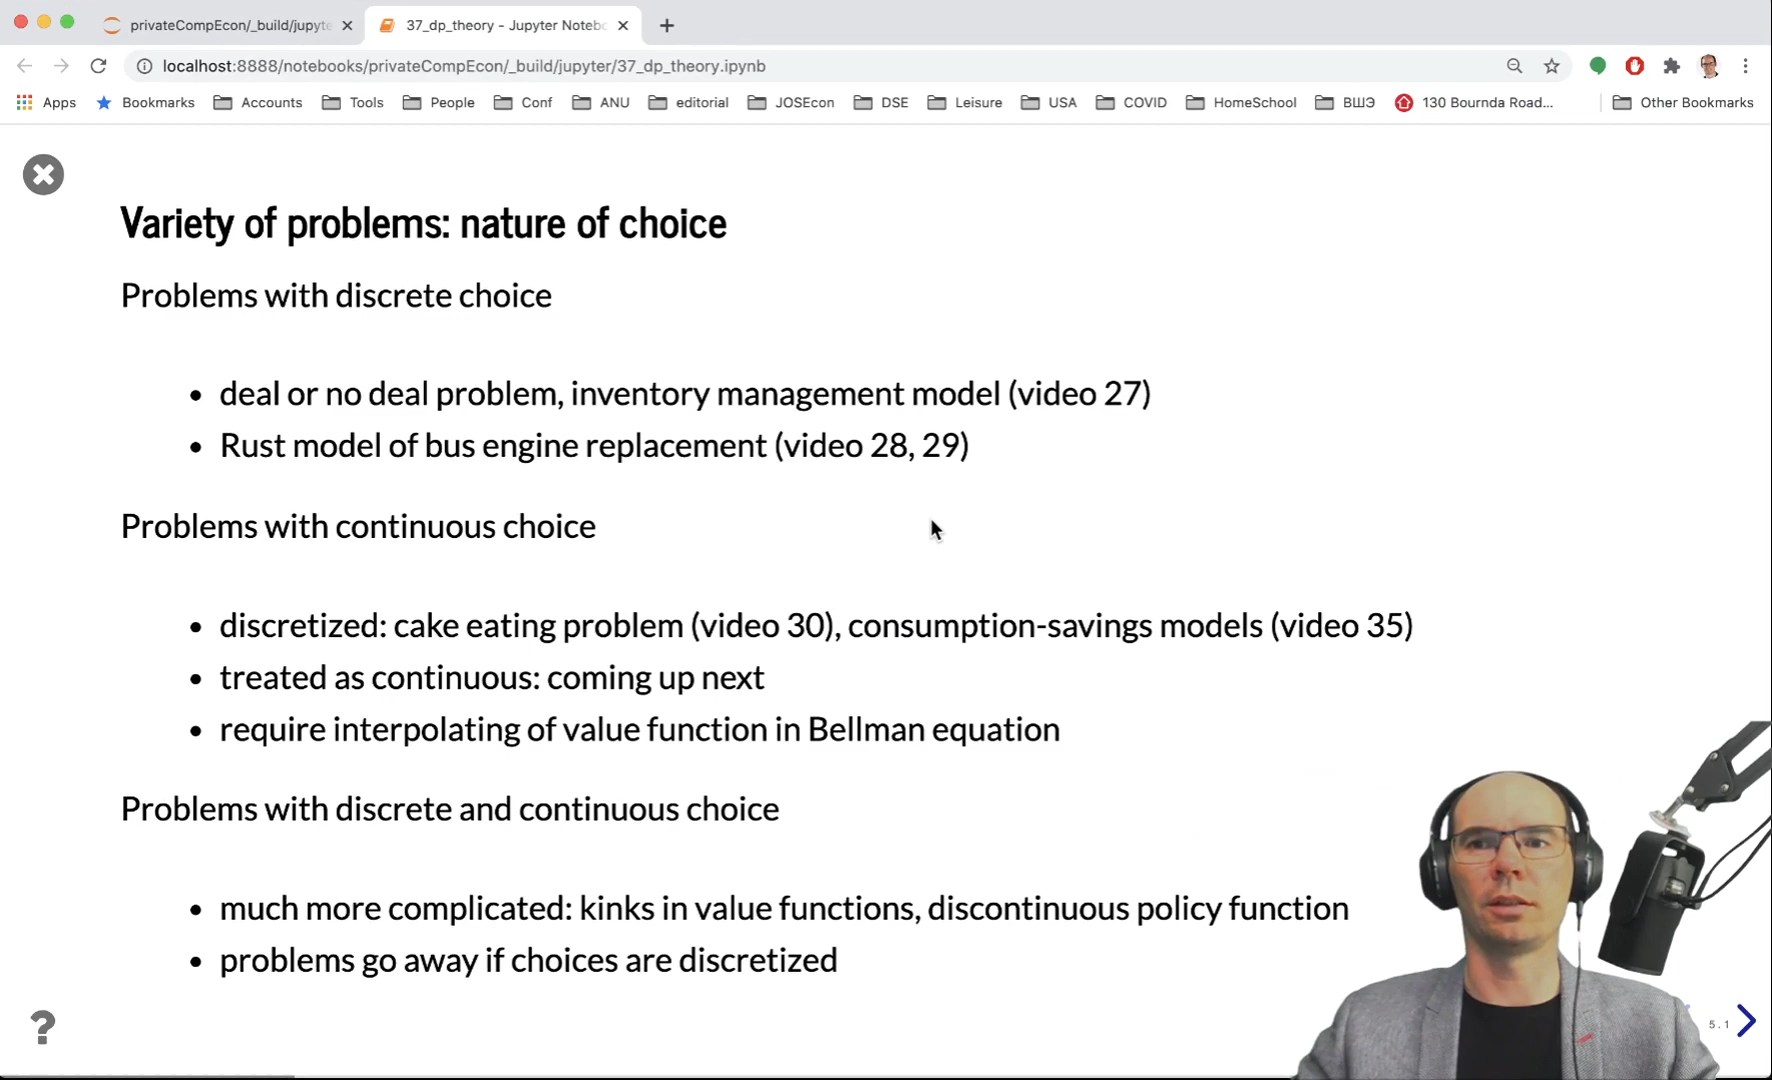 privateCompEcon/_build/jupyte
37_dp_theory - Jupyter Notebo
localhost:8888/notebooks/privateCompEcon/_build/jupyter/37_dp_theory.ipynb
Apps Bookmarks Accounts Tools People Conf ANU editorial JOSEcon DSE Leisure USA COVID HomeSchool ВШЭ 130 Bournda Road... Other Bookmarks
Variety of problems: nature of choice
Problems with discrete choice
• deal or no deal problem, inventory management model (video 27)
• Rust model of bus engine replacement (video 28, 29)
Problems with continuous choice
• discretized: cake eating problem (video 30), consumption-savings models (video 35)
• treated as continuous: coming up next
• require interpolating of value function in Bellman equation
Problems with discrete and continuous choice
• much more complicated: kinks in value functions, discontinuous policy function
• problems go away if choices are discretized
?
5.1